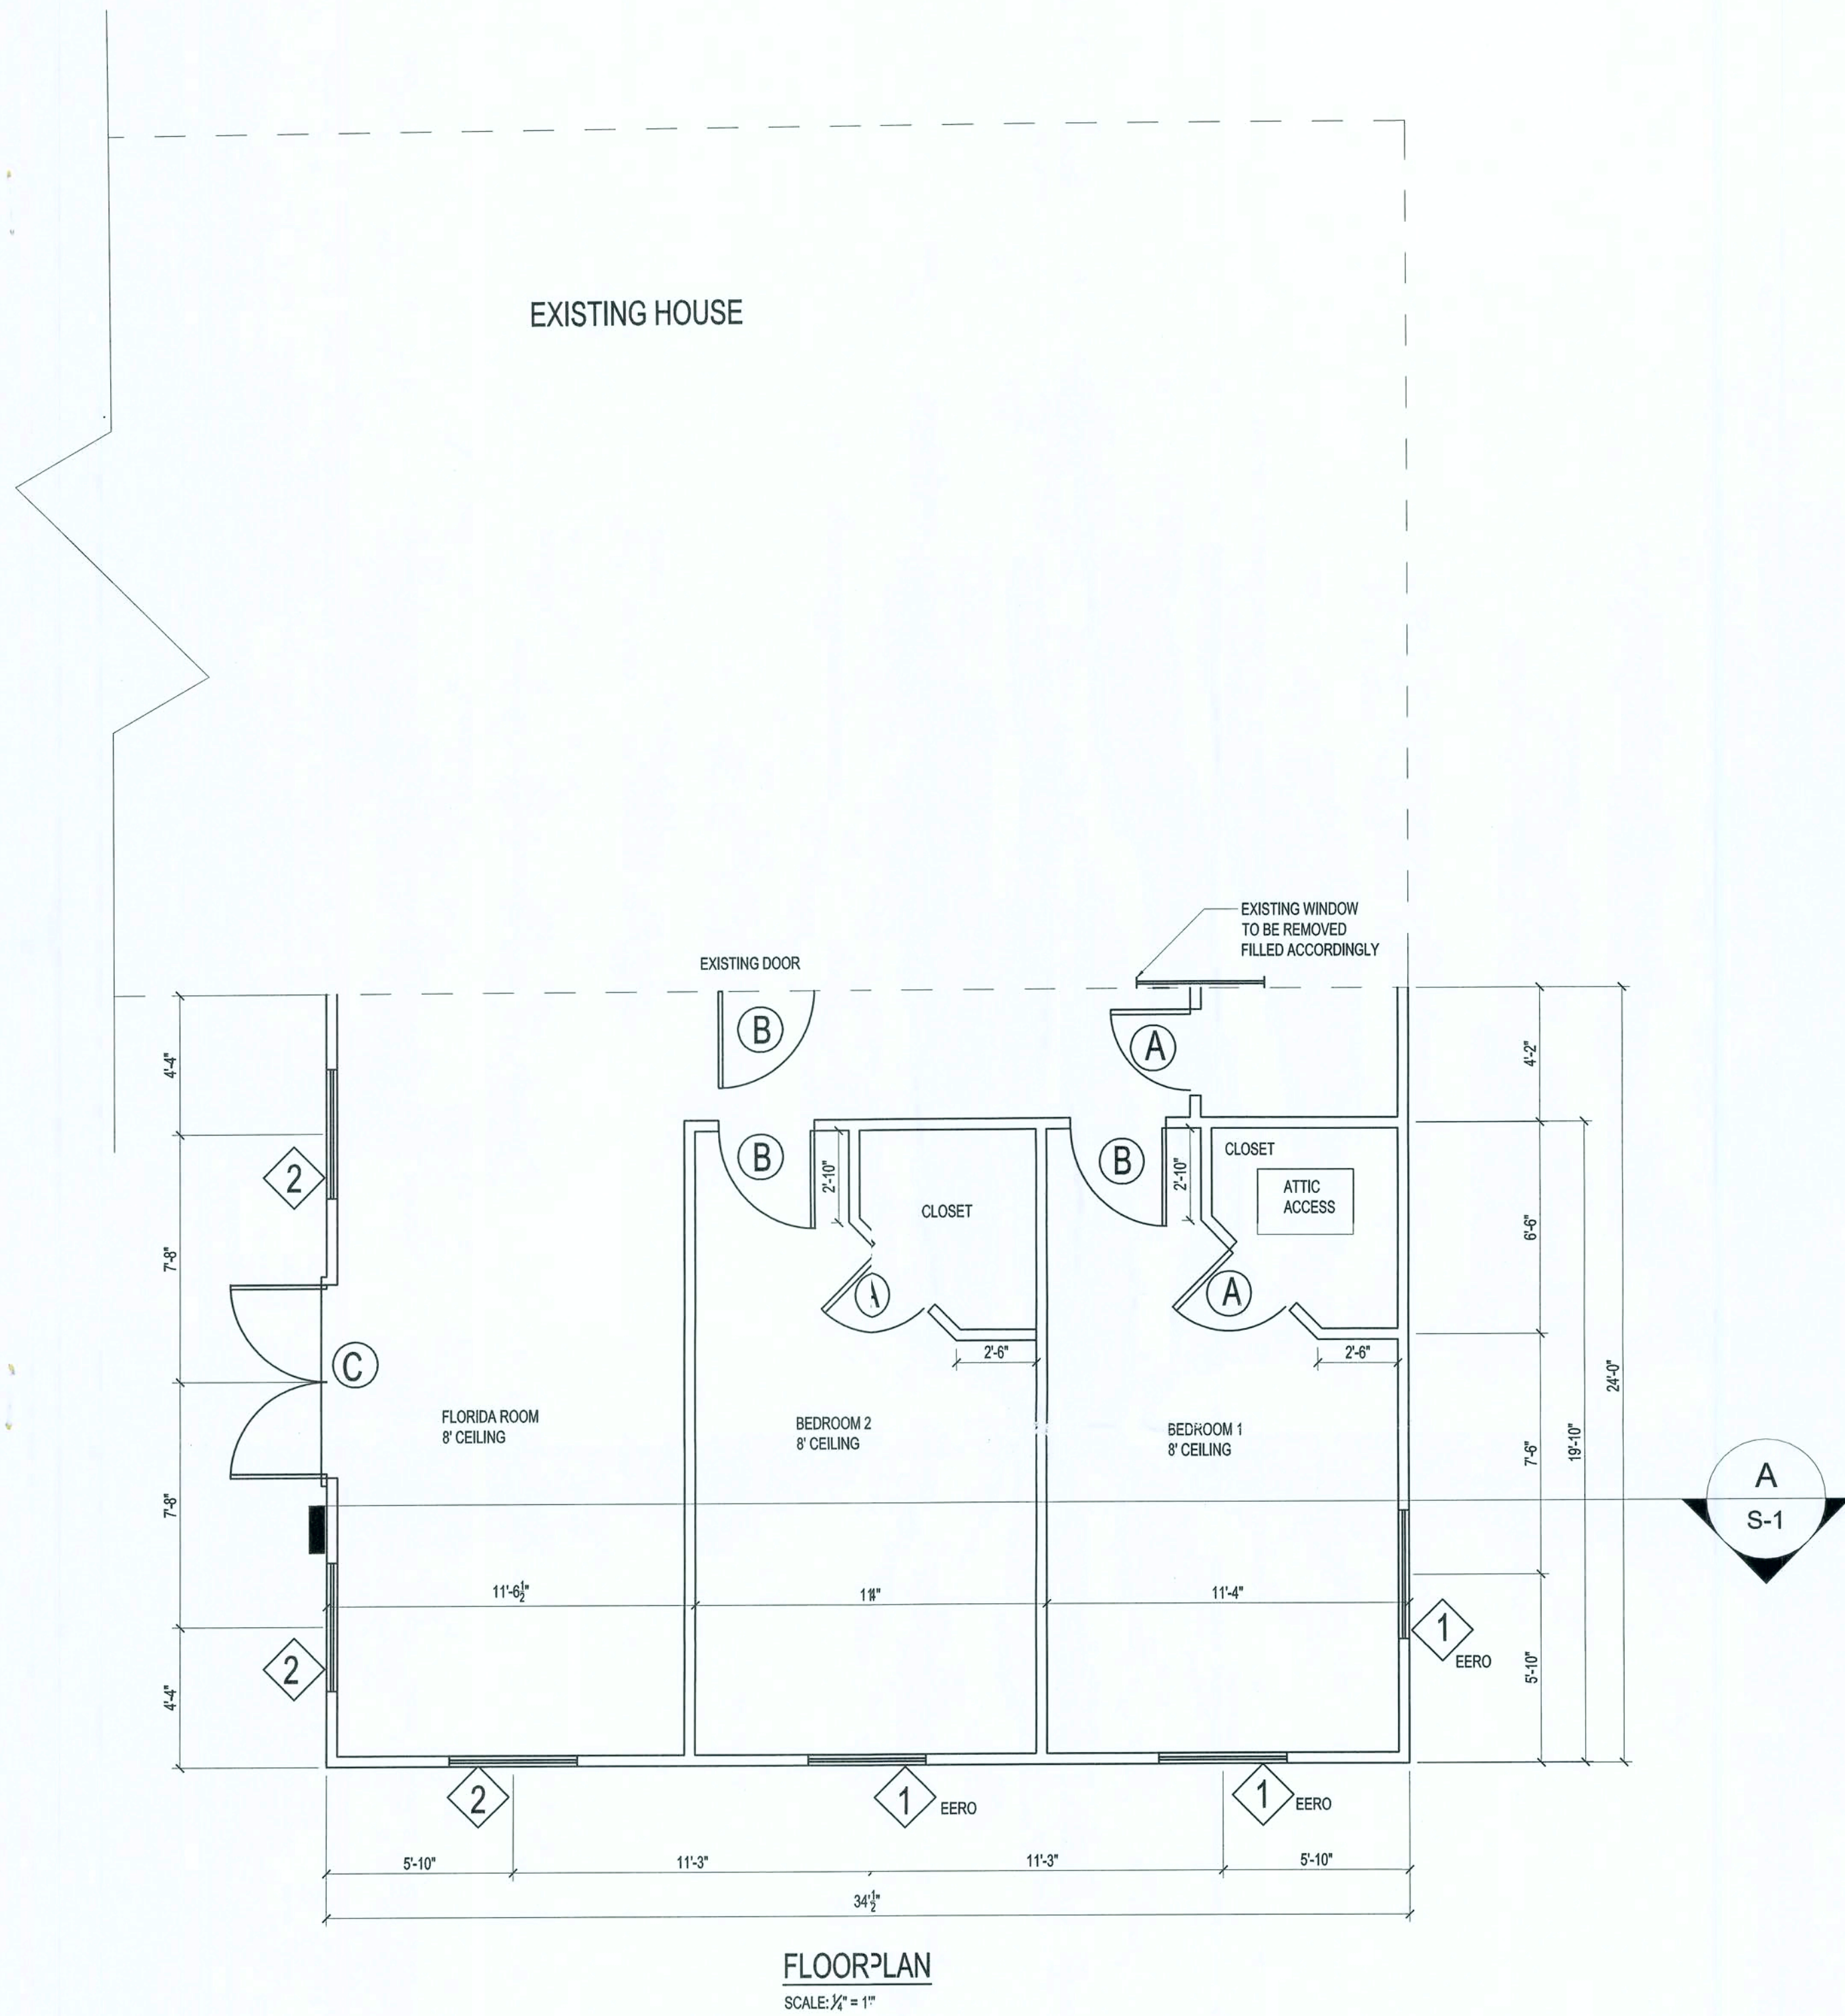 EXISTING HOUSE
EXISTING WINDOW
TO BE REMOVED
FILLED ACCORDINGLY
EXISTING DOOR
B
A
4'-4"
4'-2"
B
2'-10"
B
2'-10"
CLOSET
2
CLOSET
ATTIC
ACCESS
7'-8"
6'-6"
A
A
C
2'-6"
2'-6"
24'-0"
FLORIDA ROOM
8' CEILING
BEDROOM 2
8' CEILING
BEDROOM 1
8' CEILING
7'-6"
19'-10"
A
S-1
7'-8"
11'-6½"
11'-4"
1
EERO
2
4'-4"
5'-10"
2
1
EERO
1
EERO
5'-10"
11'-3"
11'-3"
5'-10"
34'½"
FLOORPLAN
SCALE: ¼" = 1'"